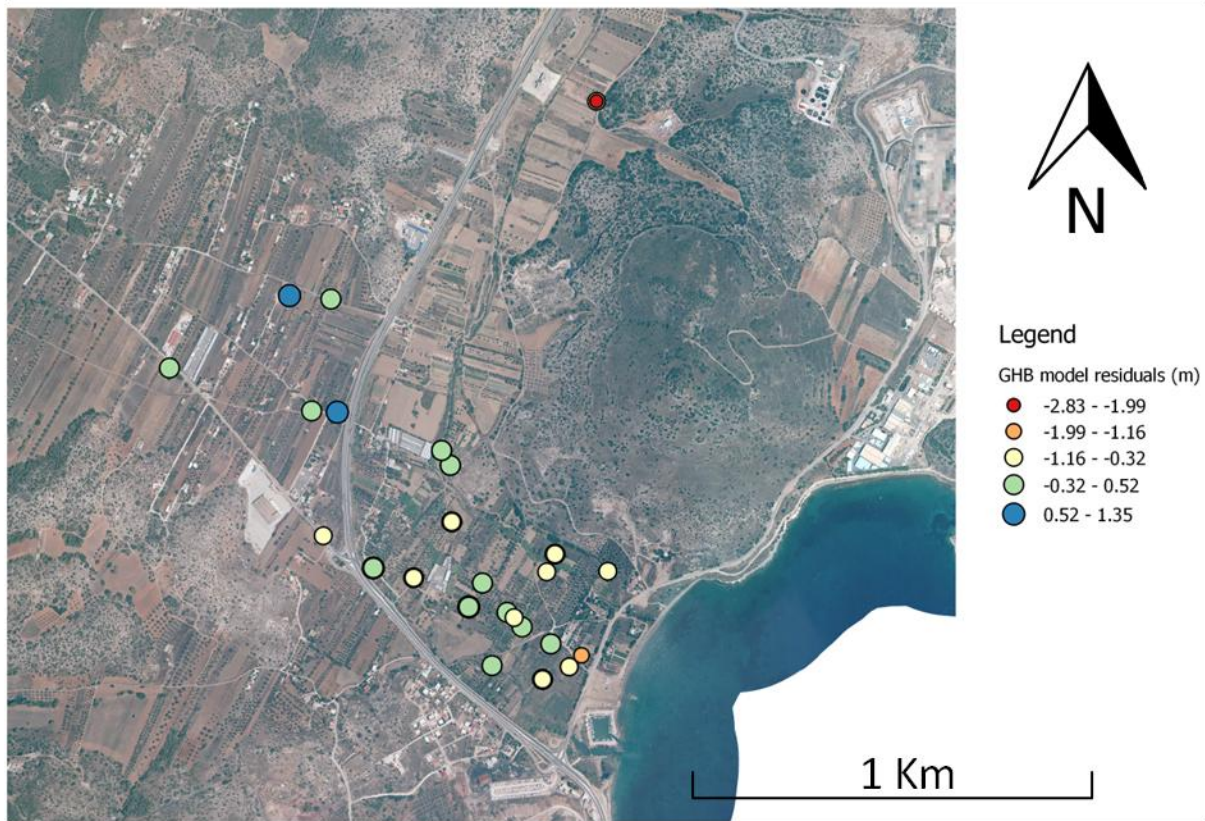 N
Legend
GHB model residuals (m)
-2.83 - -1.99
-1.99 - -1.16
-1.16 - -0.32
-0.32 - 0.52
0.52 - 1.35
1 Km